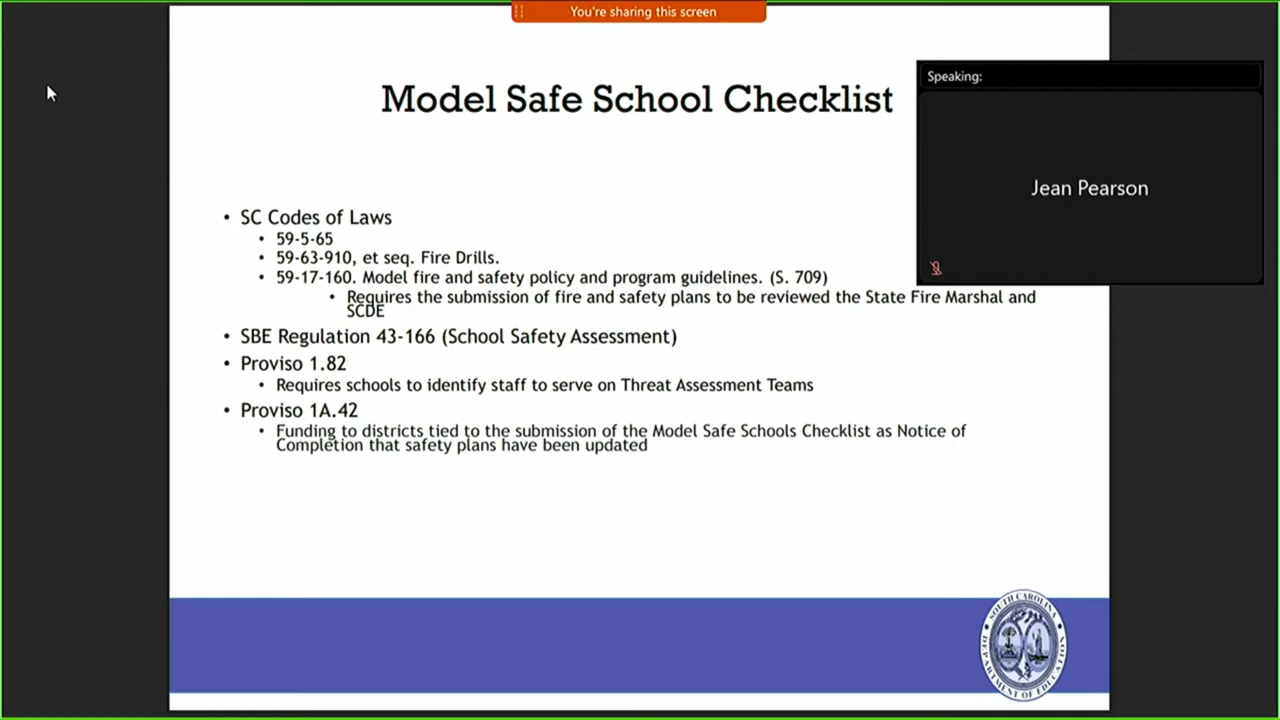 You're sharing this screen
Model Safe School Checklist
Speaking:
Jean Pearson
• SC Codes of Laws
• 59-5-65
• 59-63-910, et seq. Fire Drills.
• 59-17-160. Model fire and safety policy and program guidelines. (S. 709)
• Requires the submission of fire and safety plans to be reviewed the State Fire Marshal and
SCDE
• SBE Regulation 43-166 (School Safety Assessment)
• Proviso 1.82
• Requires schools to identify staff to serve on Threat Assessment Teams
• Proviso 1A.42
• Funding to districts tied to the submission of the Model Safe Schools Checklist as Notice of
Completion that safety plans have been updated
SOUTH CAROLINA
DEPARTMENT OF EDUCATION